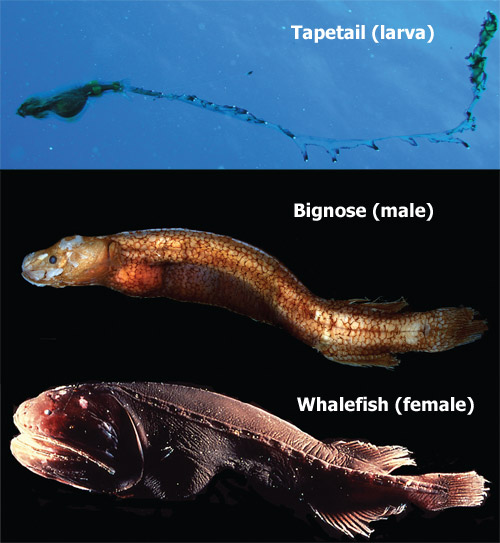 Tapetail (larva)
Bignose (male)
Whalefish (female)